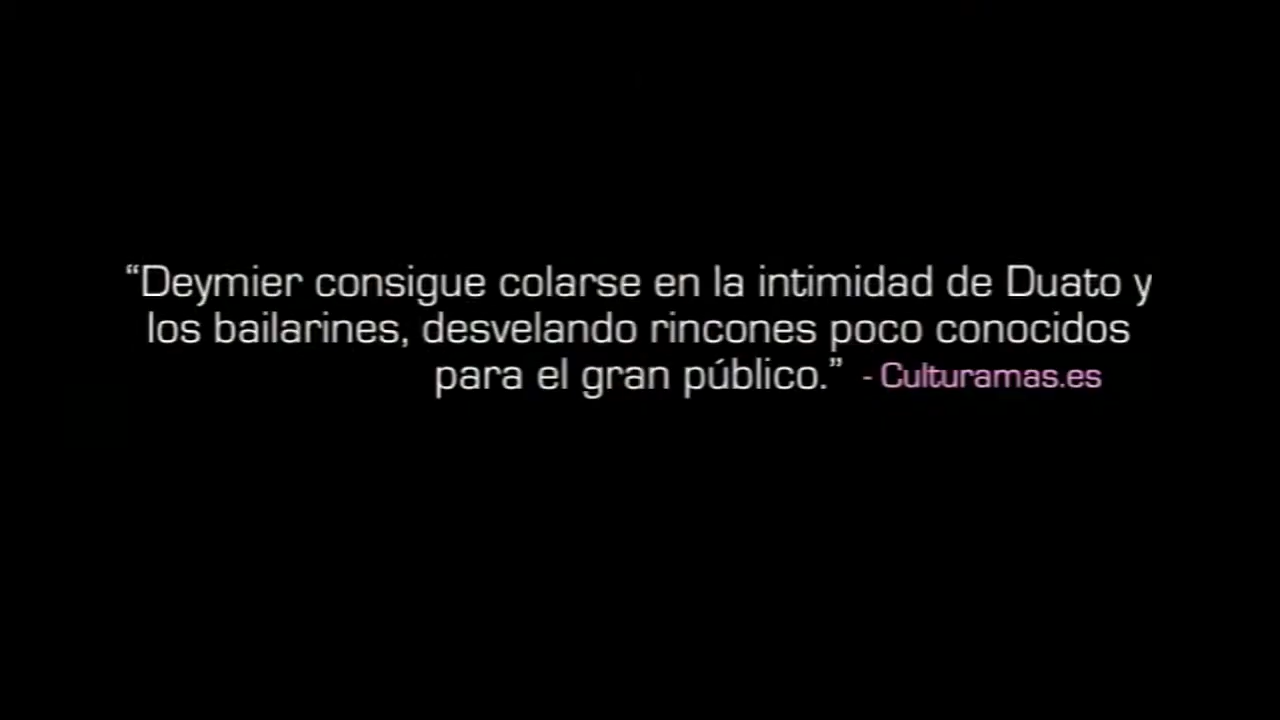 “Deymier consigue colarse en la intimidad de Duato y
los bailarines, desvelando rincones poco conocidos
para el gran público.” - Culturamas.es